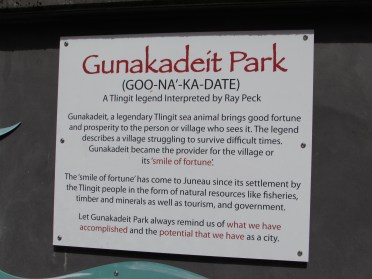 Gunakadeit Park
(GOO-NA'-KA-DATE)
A Tlingit legend Interpreted by Ray Peck
Gunakadeit, a legendary Tlingit sea animal brings good fortune
and prosperity to the person or village who sees it. The legend
describes a village struggling to survive difficult times.
Gunakadeit became the provider for the village or
its 'smile of fortune'.
The 'smile of fortune' has come to Juneau since its settlement by
the Tlingit people in the form of natural resources like fisheries,
timber and minerals as well as tourism, and government.
Let Gunakadeit Park always remind us of what we have
accomplished and the potential that we have as a city.